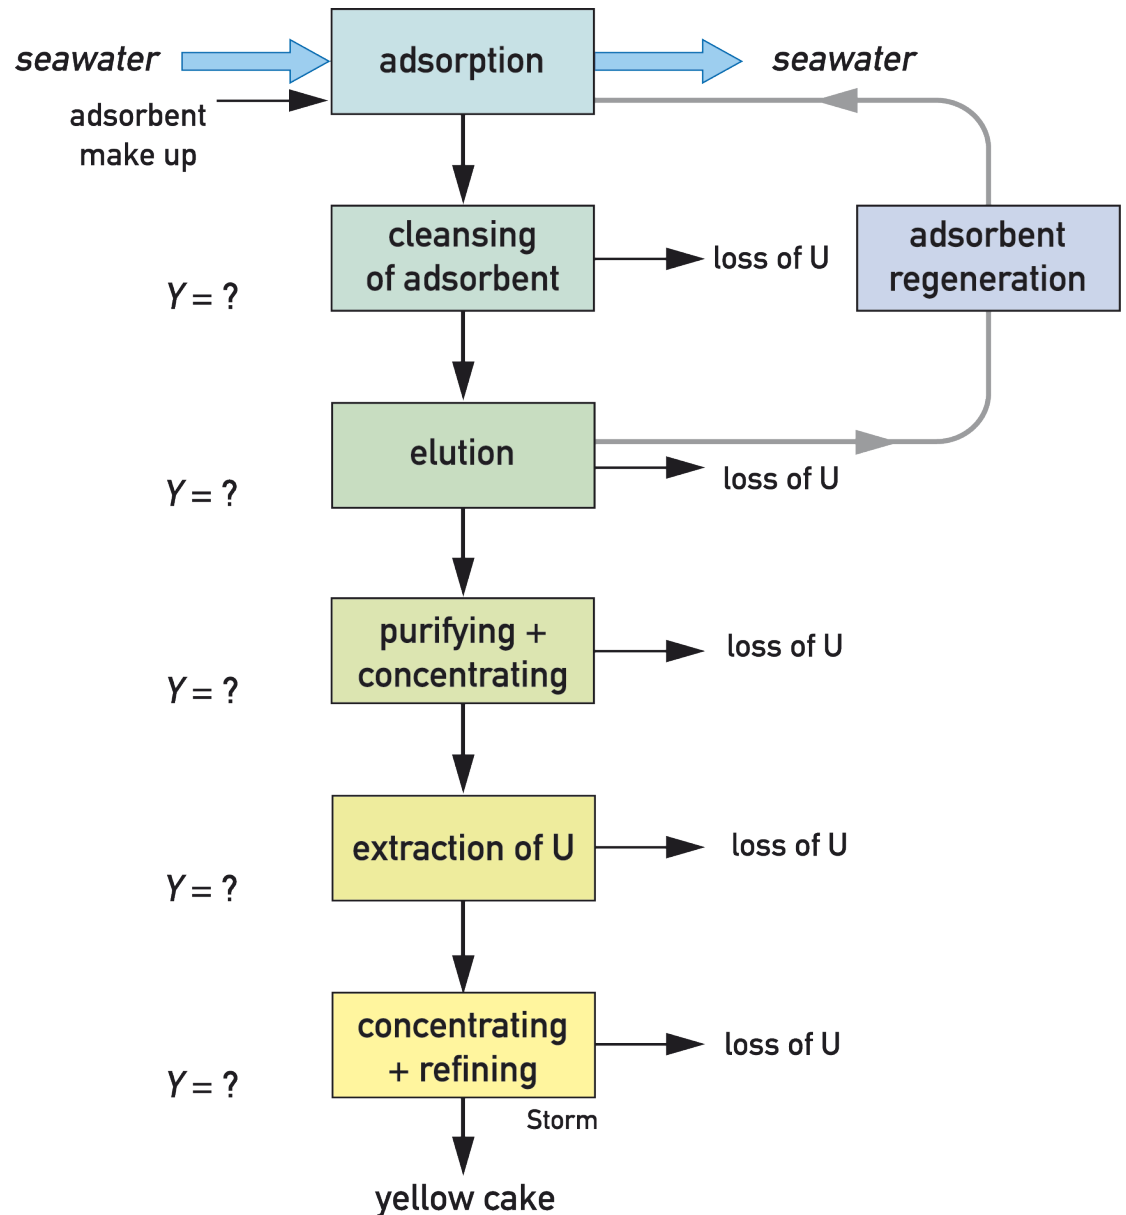 seawater
adsorption
seawater
adsorbent
make up
cleansing
of adsorbent
loss of U
adsorbent
regeneration
Y = ?
elution
loss of U
Y = ?
purifying +
concentrating
loss of U
Y = ?
extraction of U
loss of U
Y = ?
concentrating
+ refining
loss of U
Y = ?
Storm
yellow cake